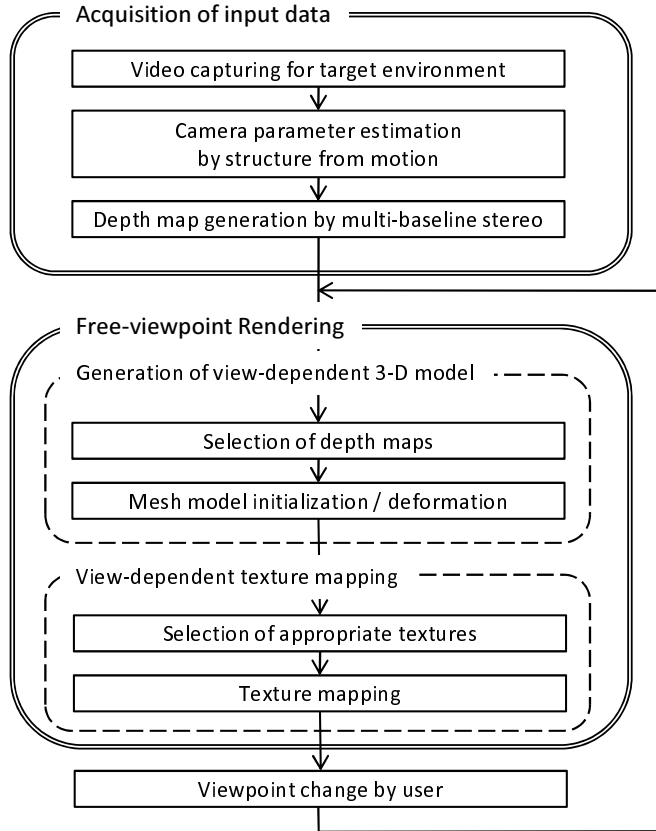 Acquisition of input data
Video capturing for target environment
Camera parameter estimation
by structure from motion
Depth map generation by multi-baseline stereo
Free-viewpoint Rendering
Generation of view-dependent 3-D model
Selection of depth maps
Mesh model initialization / deformation
View-dependent texture mapping
Selection of appropriate textures
Texture mapping
Viewpoint change by user